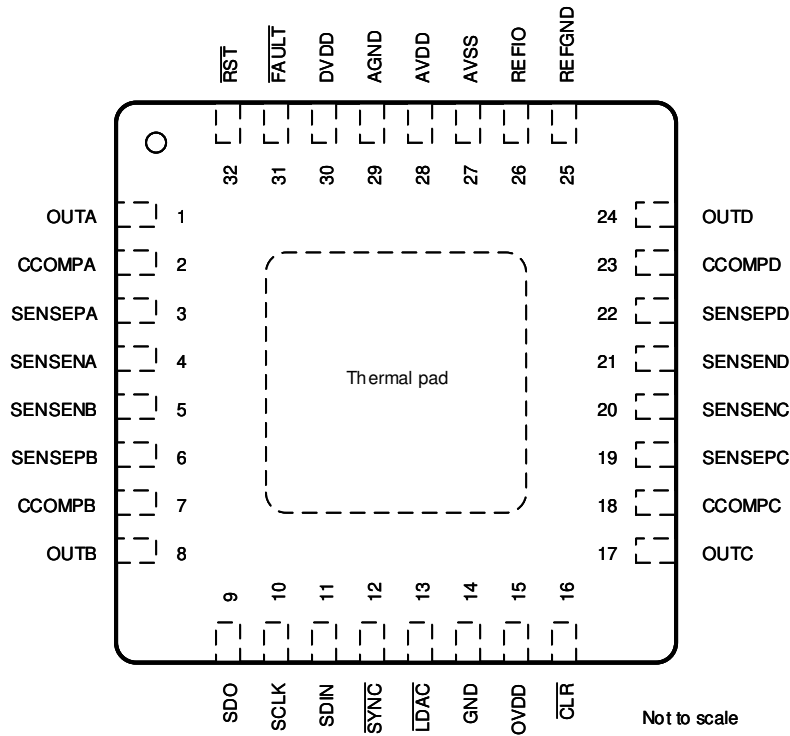 RST FAULT DVDD AGND AVDD AVSS REFIO REFGND
32 31 30 29 28 27 26 25
OUTA 1 24 OUTD
CCOMPA 2 23 CCOMPD
SENSEPA 3 22 SENSEPD
SENSENA 4 21 SENSEND
Thermal pad
SENSENB 5 20 SENSENC
SENSEPB 6 19 SENSEPC
CCOMPB 7 18 CCOMPC
OUTB 8 17 OUTC
9 10 11 12 13 14 15 16
SDO SCLK SDIN SYNC LDAC GND OVDD CLR
Not to scale